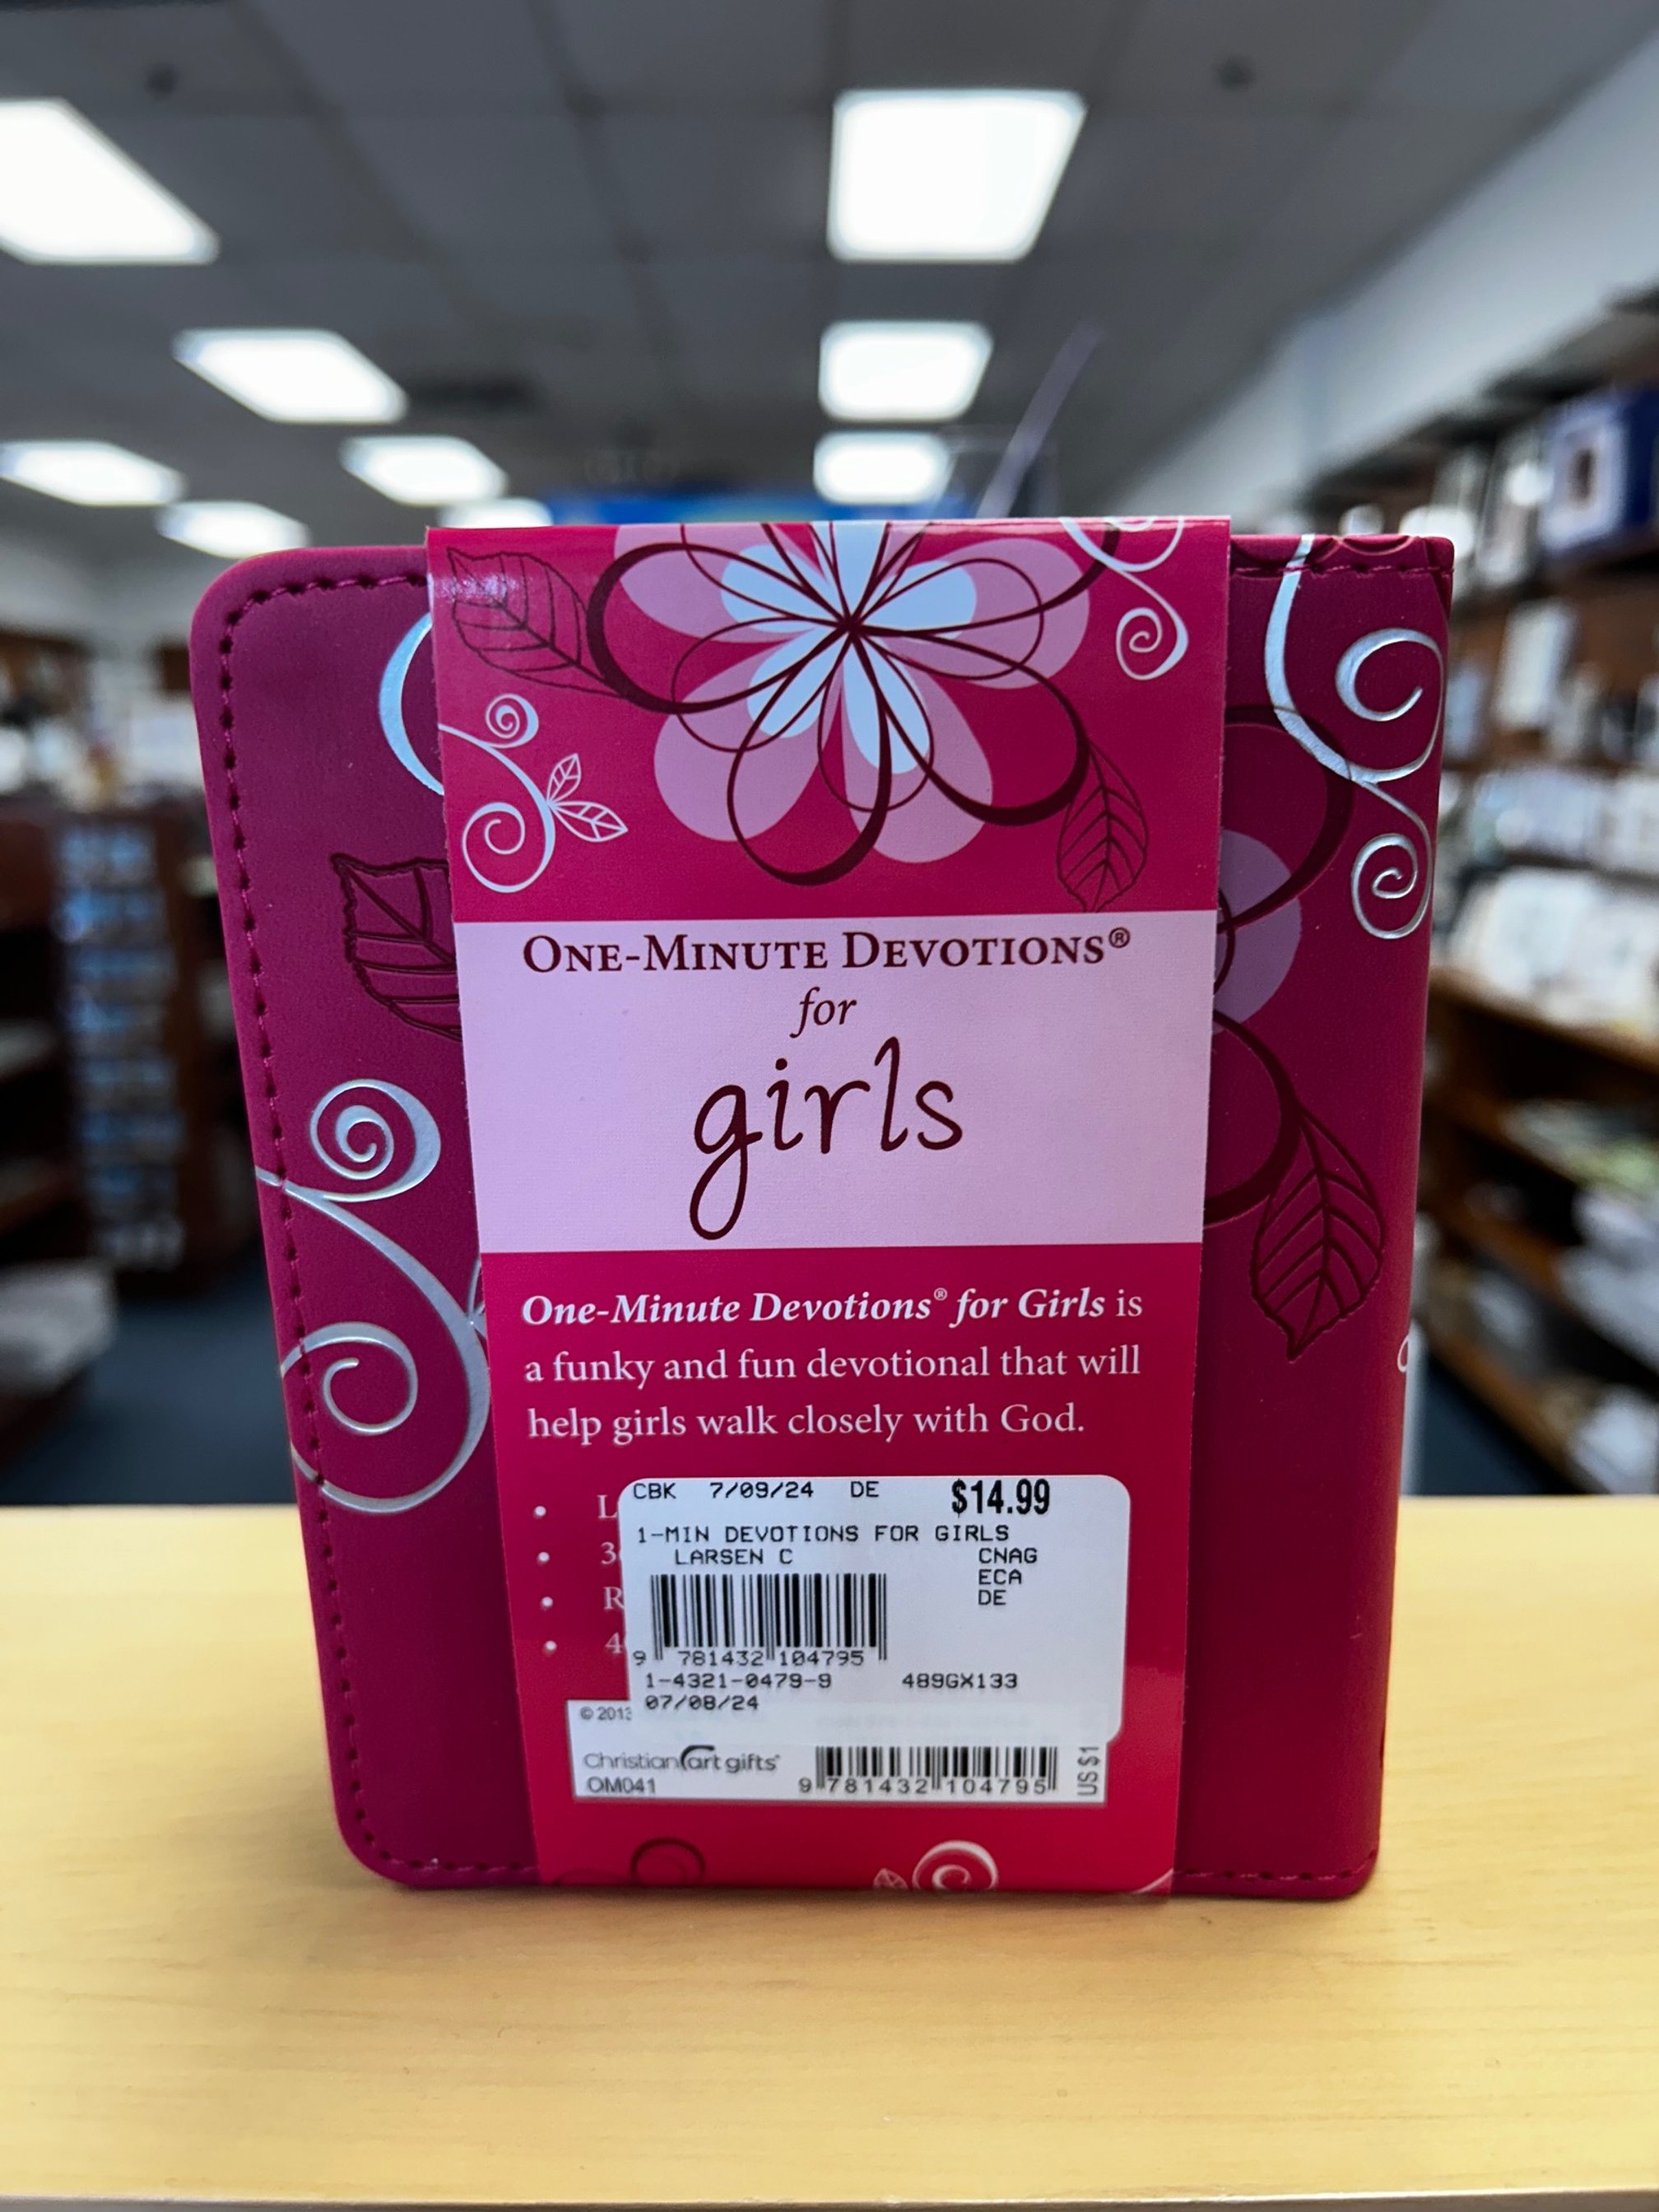 ONE-MINUTE DEVOTIONS®
for
girls
One-Minute Devotions® for Girls is
a funky and fun devotional that will
help girls walk closely with God.
CBK 7/09/24 DE $14.99
1-MIN DEVOTIONS FOR GIRLS
LARSEN C CNAG
ECA
DE
9 781432 104795
1-4321-0479-9 489GX133
07/08/24
© 2013
Christian art gifts®
OM041
9 781432 104795
US $1